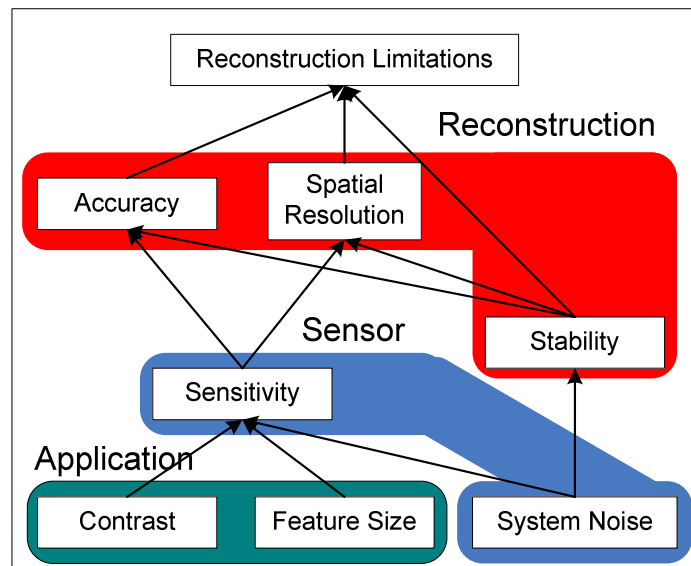 Reconstruction Limitations
Reconstruction
Accuracy
Spatial
Resolution
Sensor
Stability
Sensitivity
Application
Contrast
Feature Size
System Noise